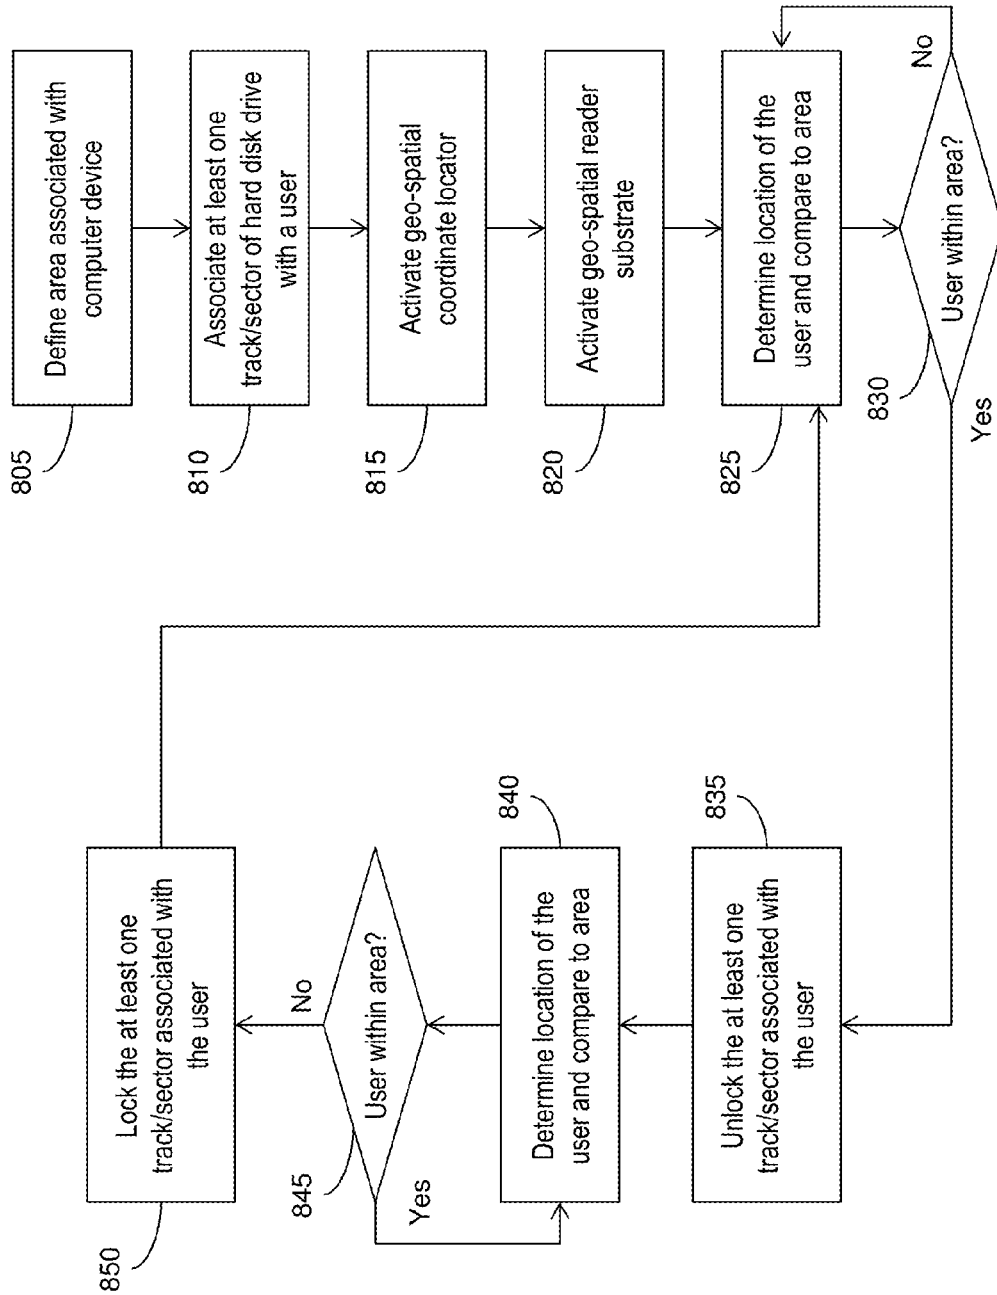 805
Define area associated with
computer device
810
Associate at least one
track/sector of hard disk drive
with a user
815
Activate geo-spatial
coordinate locator
820
Activate geo-spatial reader
substrate
825
Determine location of the
user and compare to area
830
User within area?
No
Yes
835
Unlock the at least one
track/sector associated with
the user
840
Determine location of the
user and compare to area
845
User within area?
Yes
No
850
Lock the at least one
track/sector associated with
the user